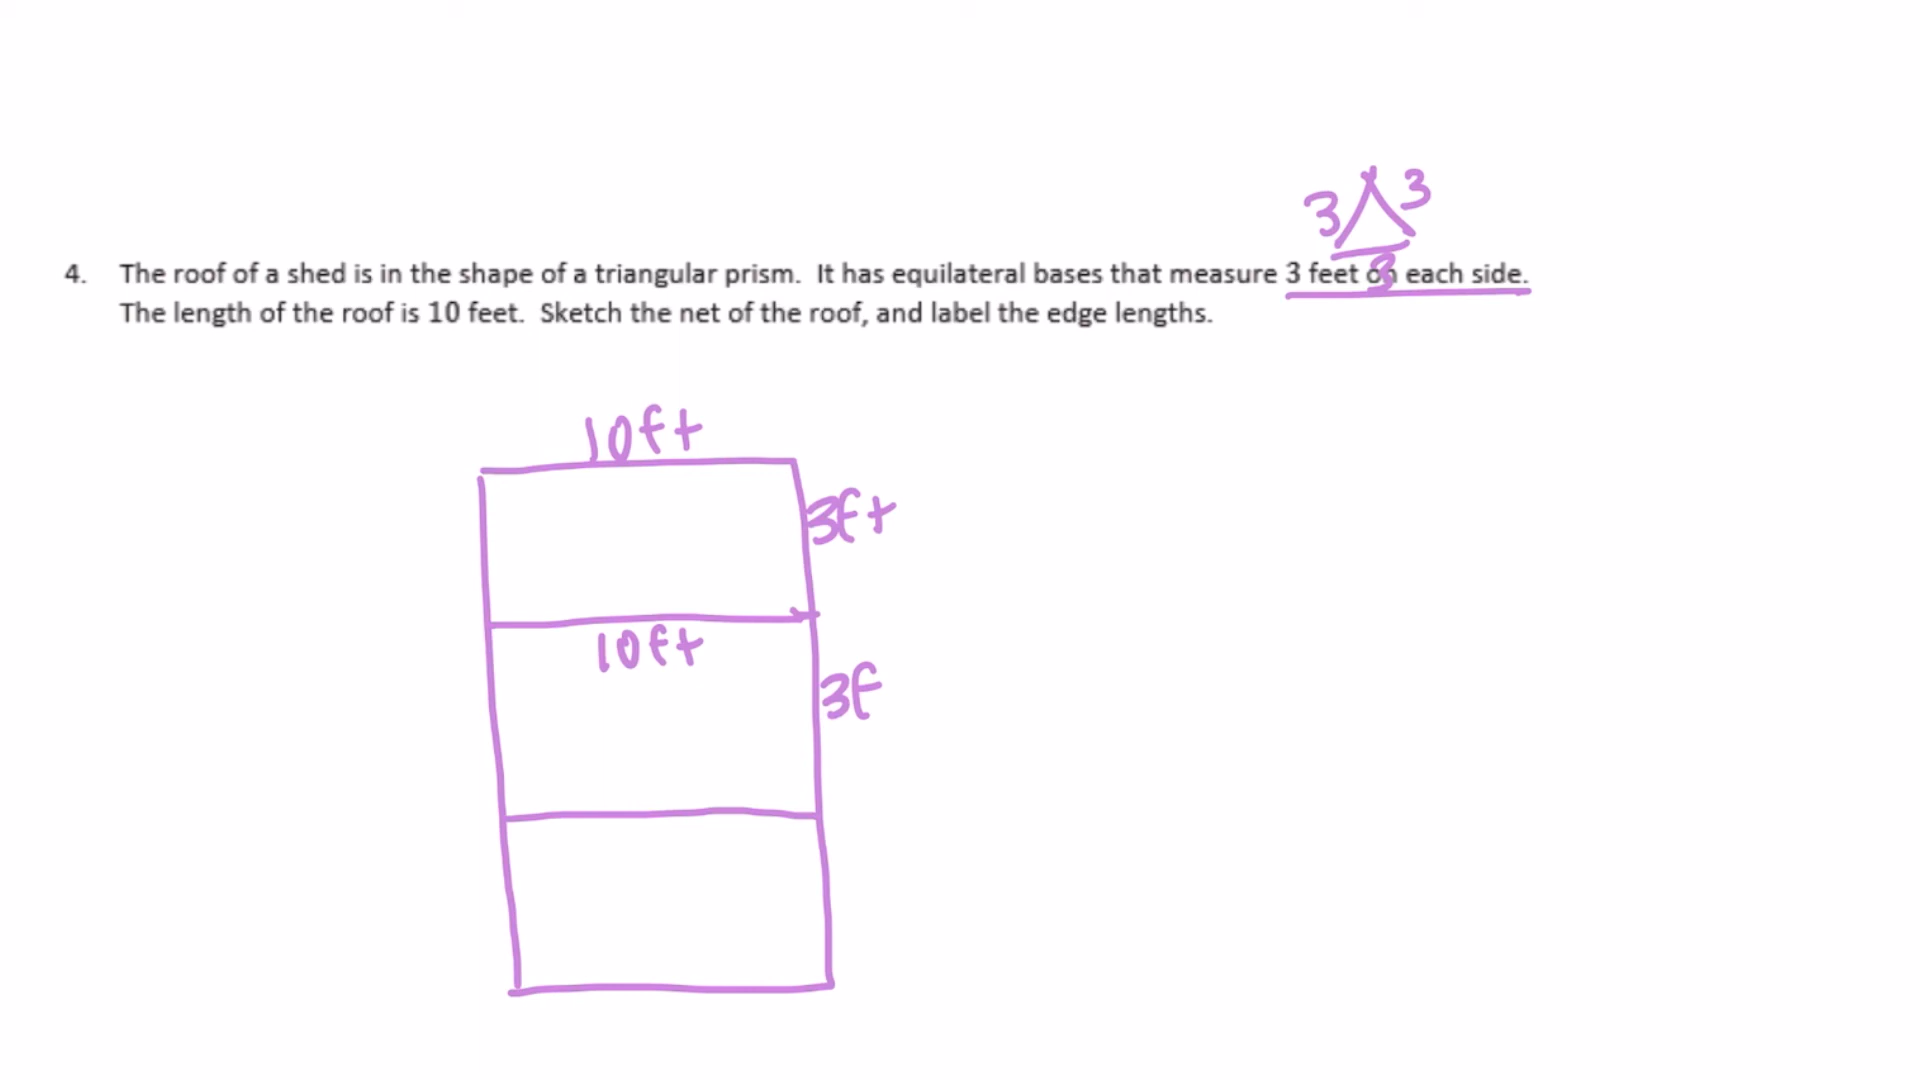 3 3
3
4. The roof of a shed is in the shape of a triangular prism. It has equilateral bases that measure 3 feet on each side.
The length of the roof is 10 feet. Sketch the net of the roof, and label the edge lengths.
10ft
3ft
10ft
3f